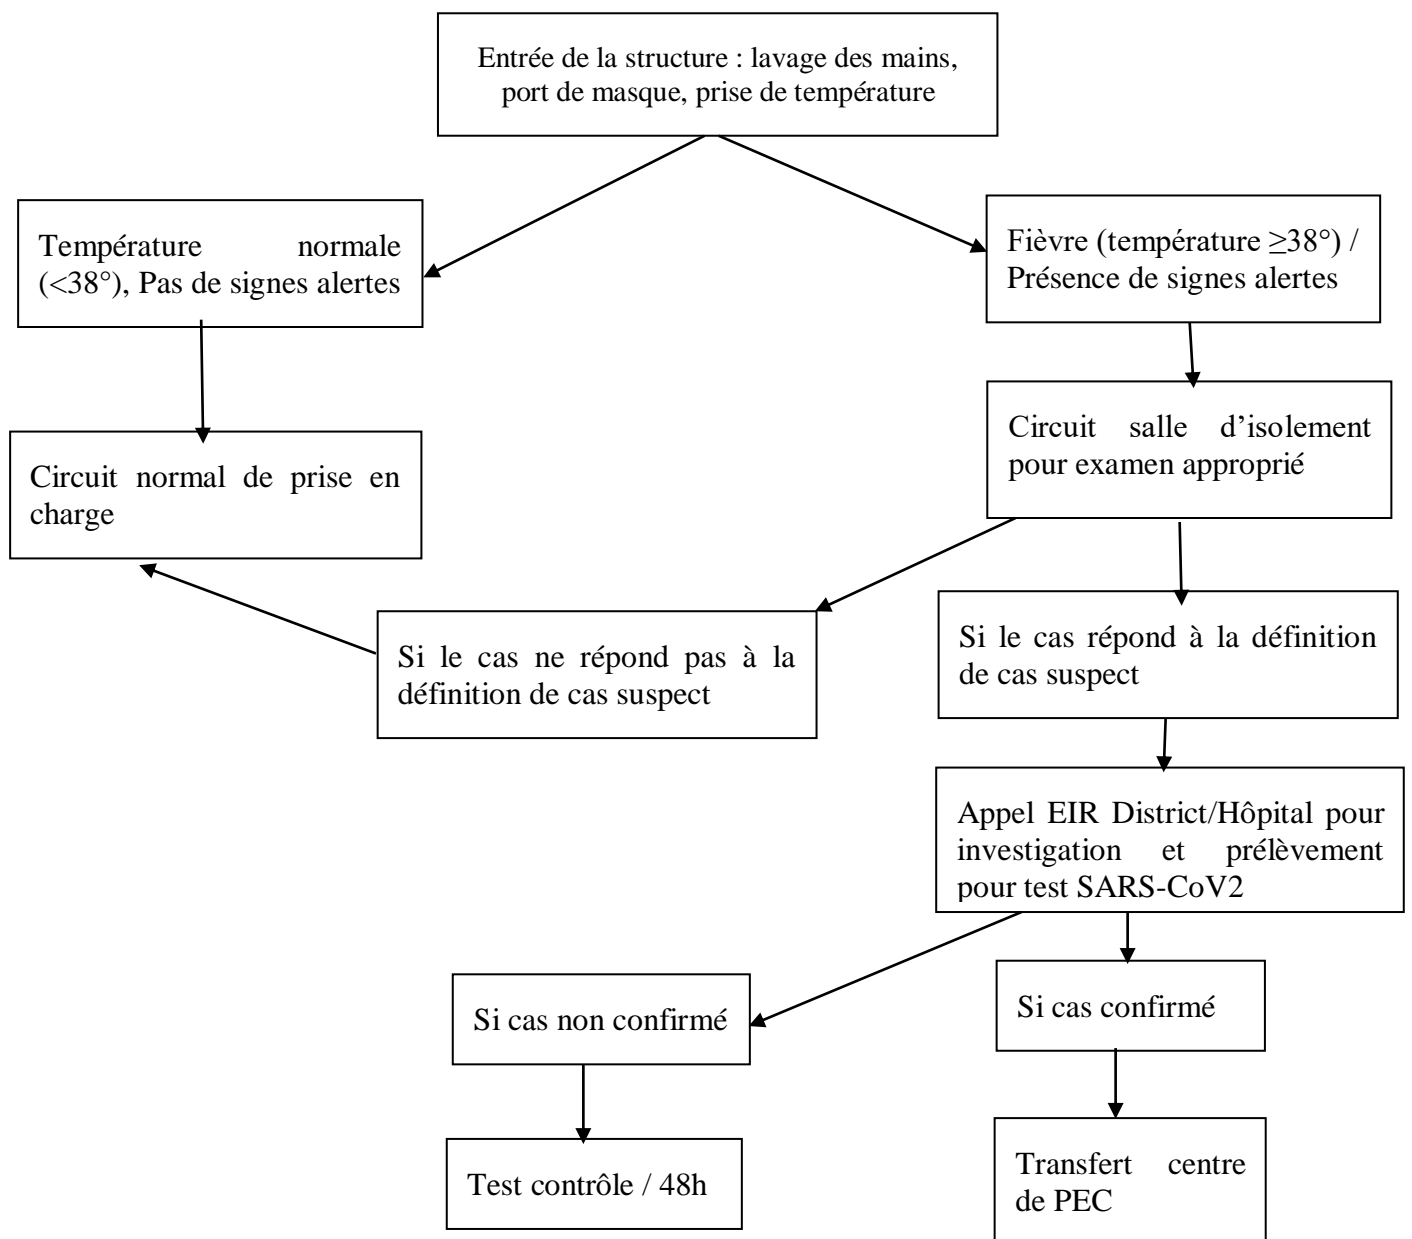 Entrée de la structure : lavage des mains,
port de masque, prise de température
Température normale
(<38°), Pas de signes alertes
Fièvre (température ≥38°) /
Présence de signes alertes
Circuit salle d’isolement
pour examen approprié
Circuit normal de prise en
charge
Si le cas ne répond pas à la
définition de cas suspect
Si le cas répond à la définition
de cas suspect
Appel EIR District/Hôpital pour
investigation et prélèvement
pour test SARS-CoV2
Si cas non confirmé
Si cas confirmé
Test contrôle / 48h
Transfert centre
de PEC